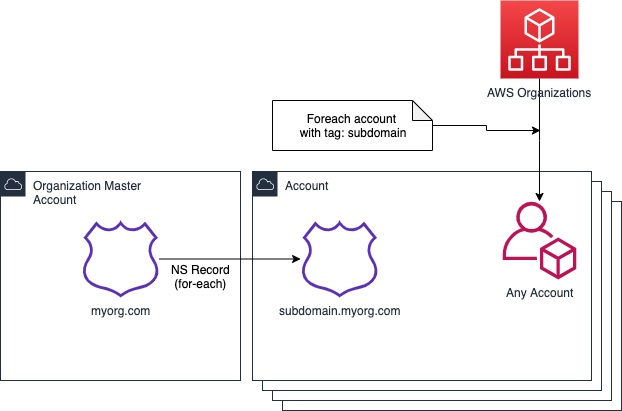 AWS Organizations
Foreach account
with tag: subdomain
Organization Master
Account
Account
NS Record
(for-each)
myorg.com
subdomain.myorg.com
Any Account